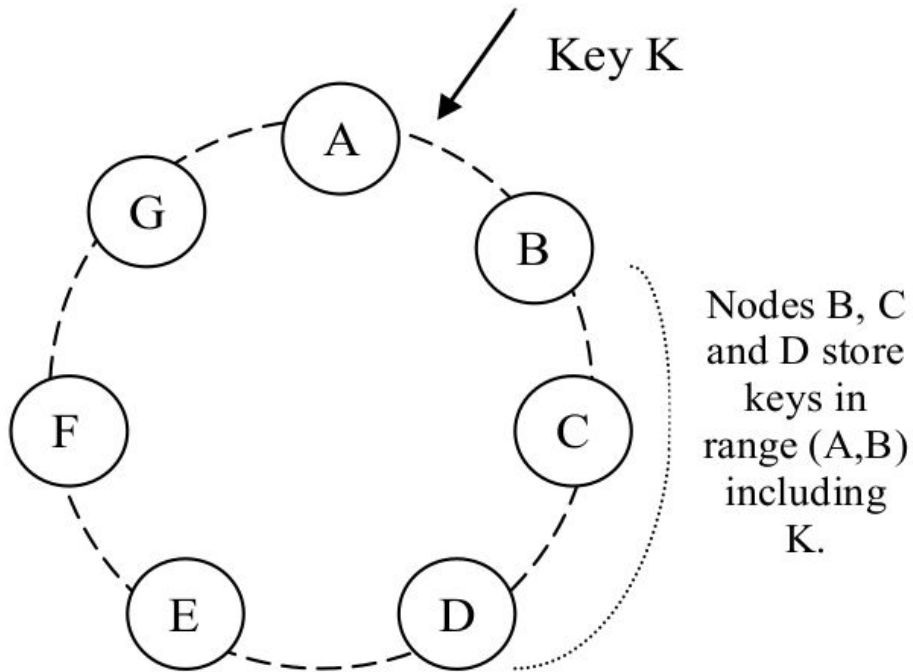 Key K
A
G
B
Nodes B, C
and D store
keys in
range (A,B)
including
K.
F
C
E
D